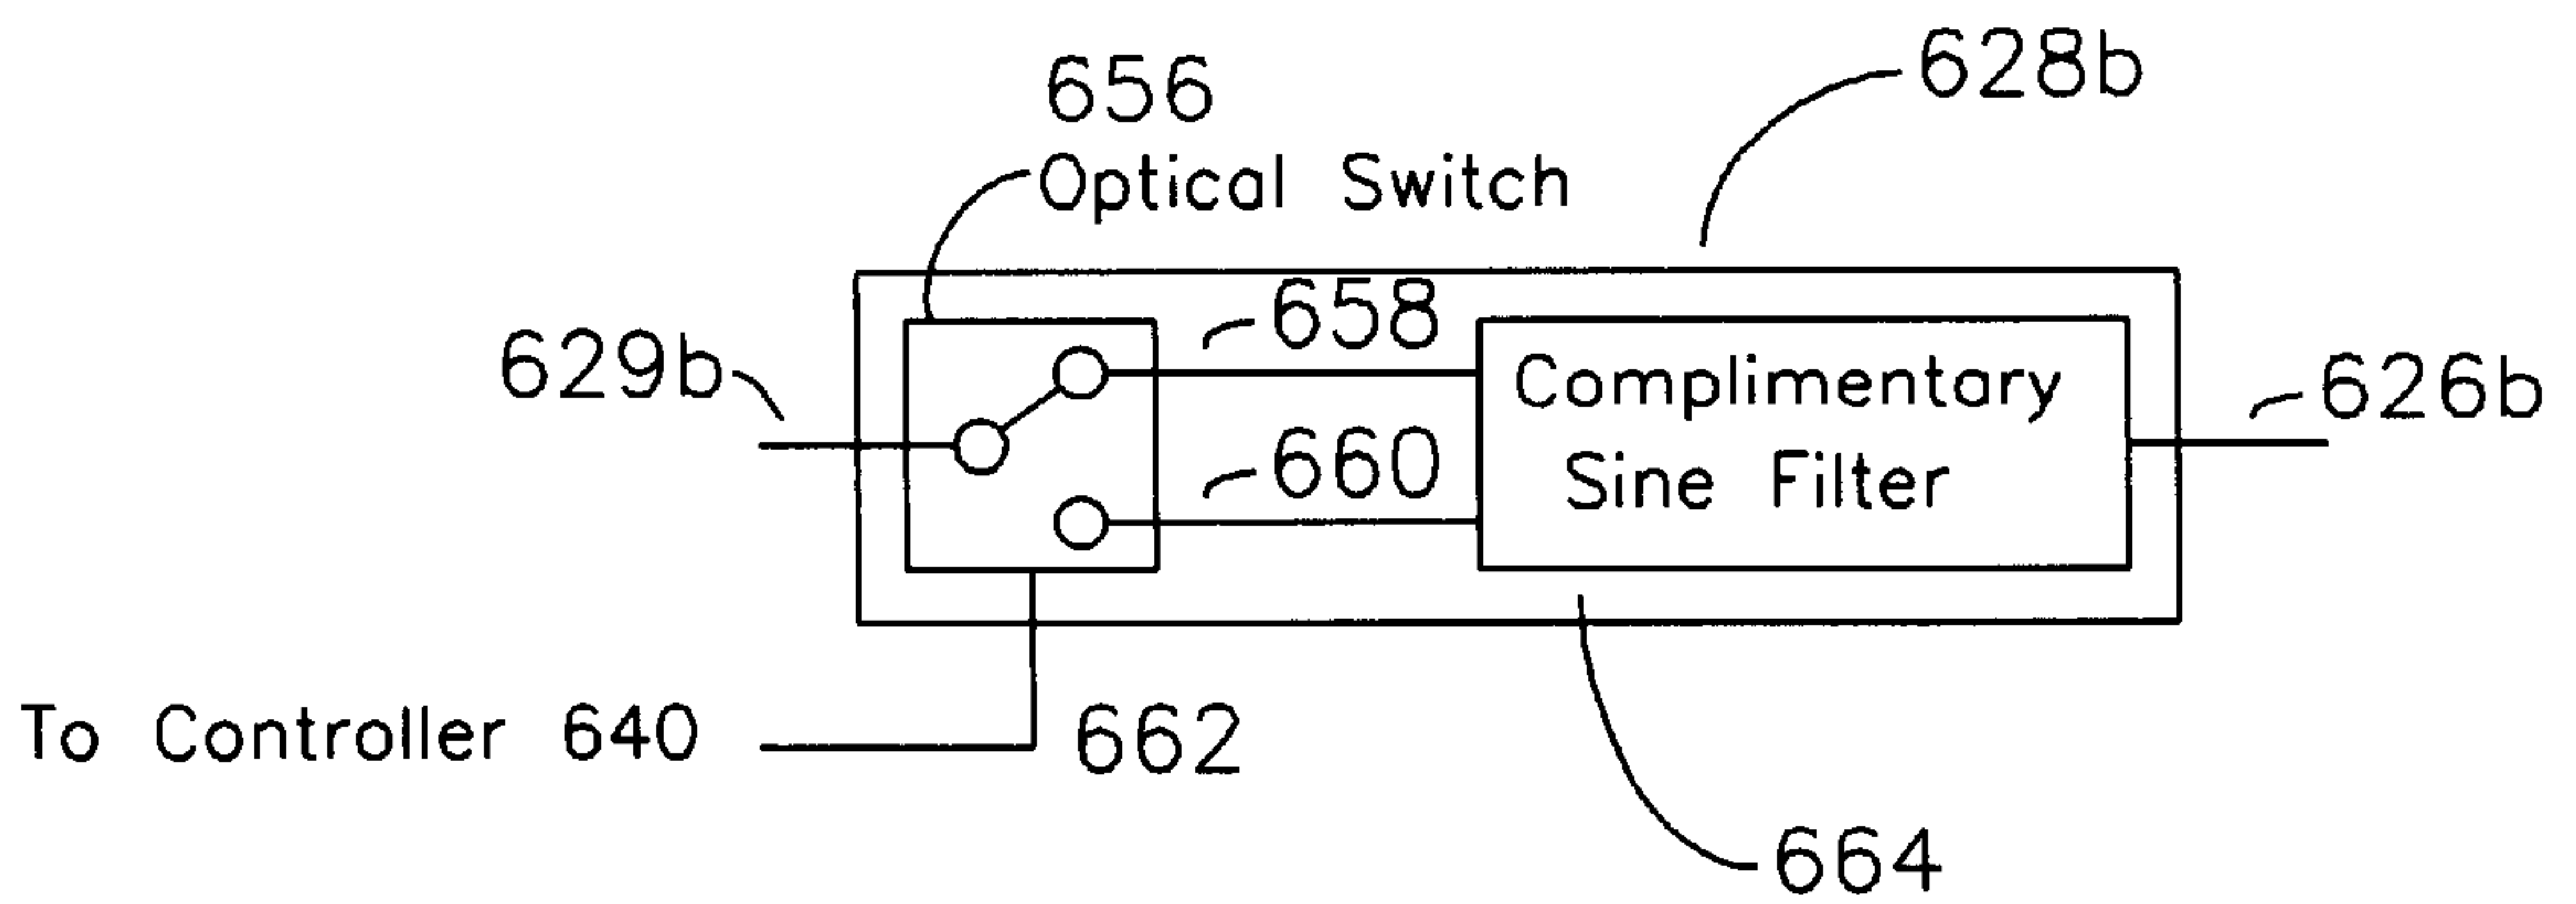 628b
656
Optical Switch
658
629b
Complimentary
Sine Filter
626b
660
To Controller 640
662
664